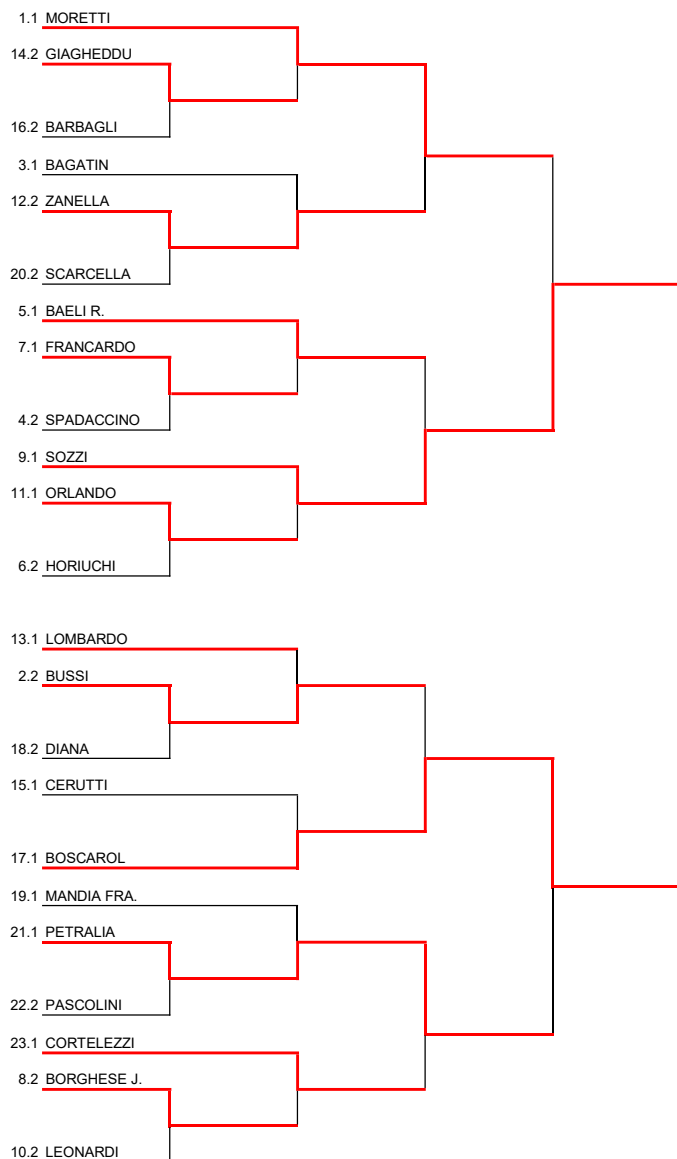 1.1 MORETTI
14.2 GIAGHEDDU
16.2 BARBAGLI
3.1 BAGATIN
12.2 ZANELLA
20.2 SCARCELLA
5.1 BAELI R.
7.1 FRANCARDO
4.2 SPADACCINO
9.1 SOZZI
11.1 ORLANDO
6.2 HORIUCHI
13.1 LOMBARDO
2.2 BUSSI
18.2 DIANA
15.1 CERUTTI
17.1 BOSCAROL
19.1 MANDIA FRA.
21.1 PETRALIA
22.2 PASCOLINI
23.1 CORTELEZZI
8.2 BORGHESE J.
10.2 LEONARDI